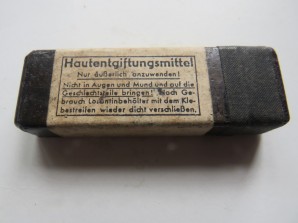 Hautentgiftungsmittel
Nur äußerlich anzuwenden!
Nicht in Augen und Mund und auf die
Geschlechtsteile bringen! Nach Ge-
brauch Losantinbehälter mit dem Kle-
bestreifen wieder dicht verschließen.